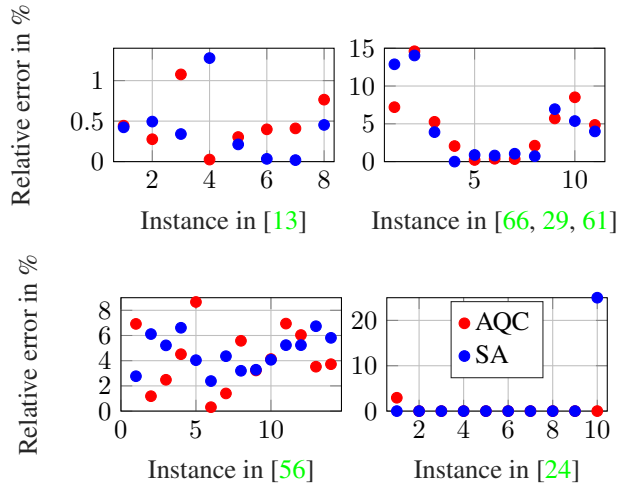 Relative error in %
1
0.5
0
2 4 6 8
Instance in [13]
15
10
5
0
5 10
Instance in [66, 29, 61]
Relative error in %
8
6
4
2
0
0 5 10
Instance in [56]
20
10
0
2 4 6 8 10
AQC
SA
Instance in [24]